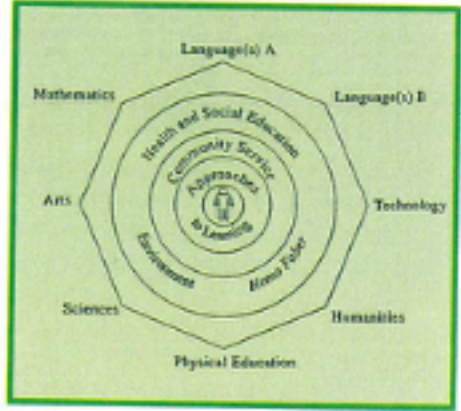 Language(s) A
Mathematics
Language(s) B
Health and Social Education
Community Service
Approaches
to Learning
Arts
Technology
Environment
Homo Faber
Sciences
Humanities
Physical Education